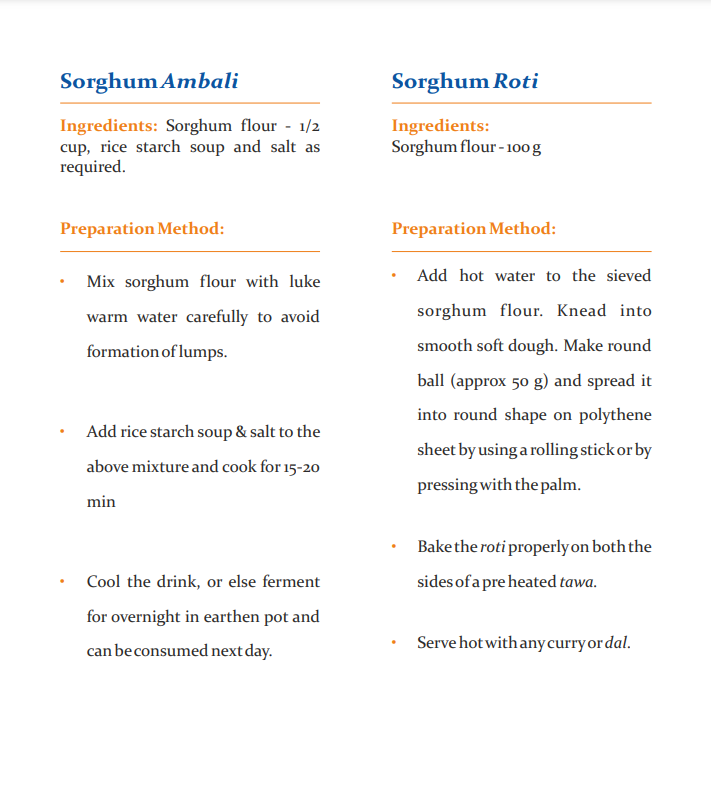 Sorghum Ambali
Ingredients: Sorghum flour - 1/2
cup, rice starch soup and salt as
required.
Preparation Method:
• Mix sorghum flour with luke
warm water carefully to avoid
formation of lumps.
• Add rice starch soup & salt to the
above mixture and cook for 15-20
min
• Cool the drink, or else ferment
for overnight in earthen pot and
can be consumed next day.
Sorghum Roti
Ingredients:
Sorghum flour - 100 g
Preparation Method:
• Add hot water to the sieved
sorghum flour. Knead into
smooth soft dough. Make round
ball (approx 50 g) and spread it
into round shape on polythene
sheet by using a rolling stick or by
pressing with the palm.
• Bake the roti properly on both the
sides of a pre heated tawa.
• Serve hot with any curry or dal.